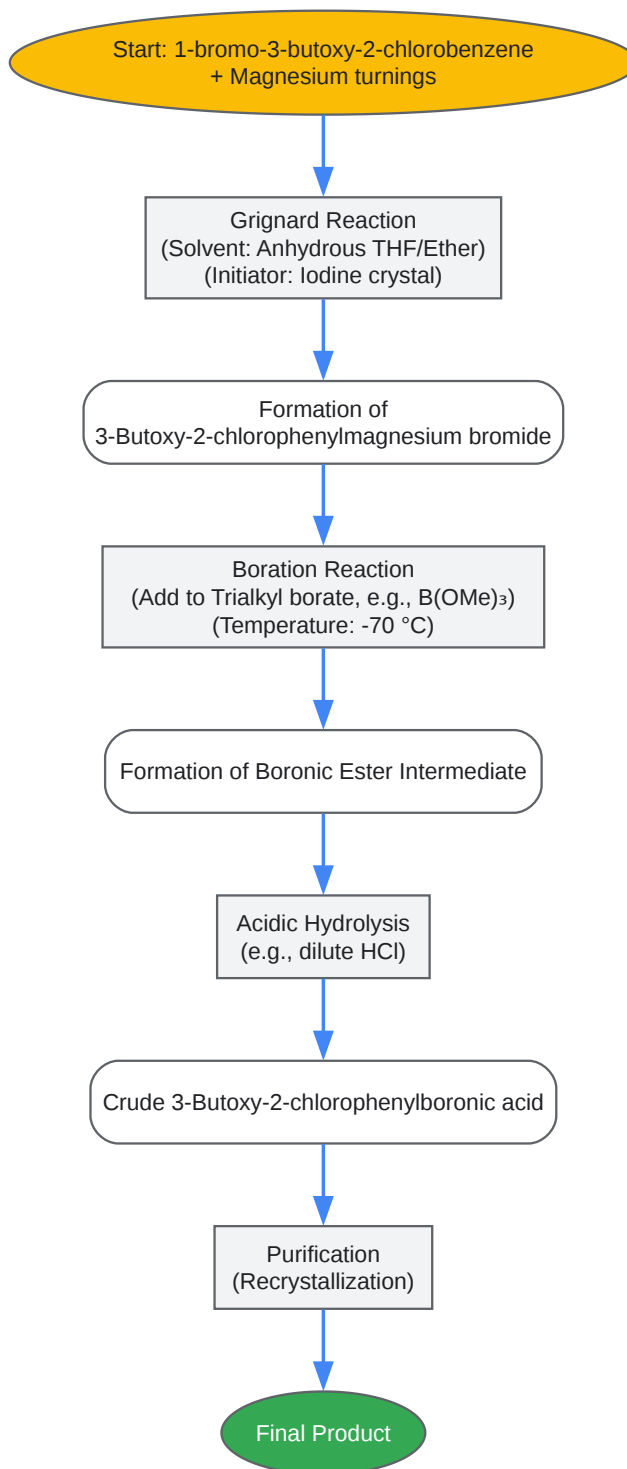 Start: 1-bromo-3-butoxy-2-chlorobenzene
+ Magnesium turnings
Grignard Reaction
(Solvent: Anhydrous THF/Ether)
(Initiator: Iodine crystal)
Formation of
3-Butoxy-2-chlorophenylmagnesium bromide
Boration Reaction
(Add to Trialkyl borate, e.g., B(OMe)₃)
(Temperature: -70 °C)
Formation of Boronic Ester Intermediate
Acidic Hydrolysis
(e.g., dilute HCl)
Crude 3-Butoxy-2-chlorophenylboronic acid
Purification
(Recrystallization)
Final Product